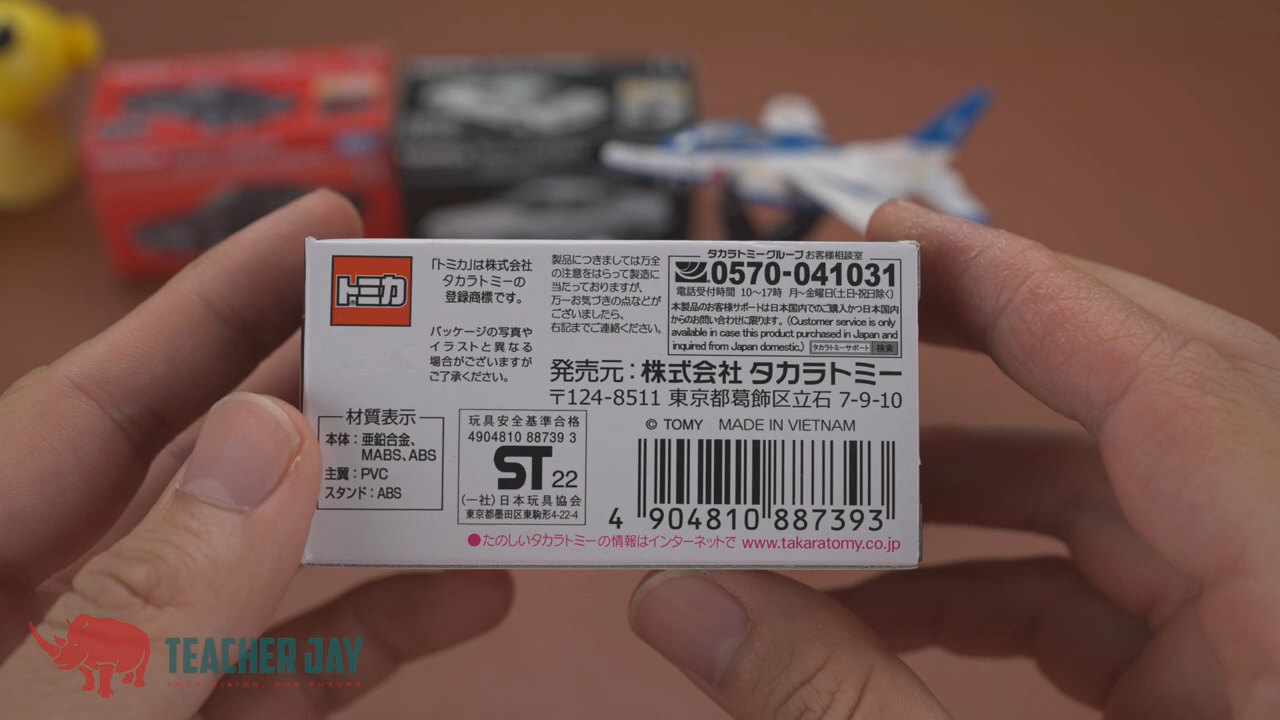 トミカ
「トミカ」は株式会社
タカラトミーの
登録商標です。
パッケージの写真や
イラストと異なる
場合がございますが
ご了承ください。
製品につきましては万全
の注意をはらって製造に
当たっておりますが、
万一お気づきの点などが
ございましたら、
右記までご連絡ください。
タカラトミーグループお客様相談室
0570-041031
電話受付時間 10〜17時 月〜金曜日(土日・祝日除く)
本製品のお客様サポートは日本国内でのご購入かつ日本国内
からのお問い合わせに限ります。(Customer service is only
available in case this product purchased in Japan and
inquired from Japan domestic.) タカラトミーサポート 検索
発売元:株式会社 タカラトミー
〒124-8511 東京都葛飾区立石 7-9-10
材質表示
本体:亜鉛合金、
MABS、ABS
主翼:PVC
スタンド:ABS
玩具安全基準合格
4904810 88739 3
ST 22
(一社)日本玩具協会
東京都墨田区東駒形4-22-4
© TOMY MADE IN VIETNAM
4 904810 887393
●たのしいタカラトミーの情報はインターネットで www.takaratomy.co.jp
TEACHER JAY
YOUR VISION, OUR FUTURE